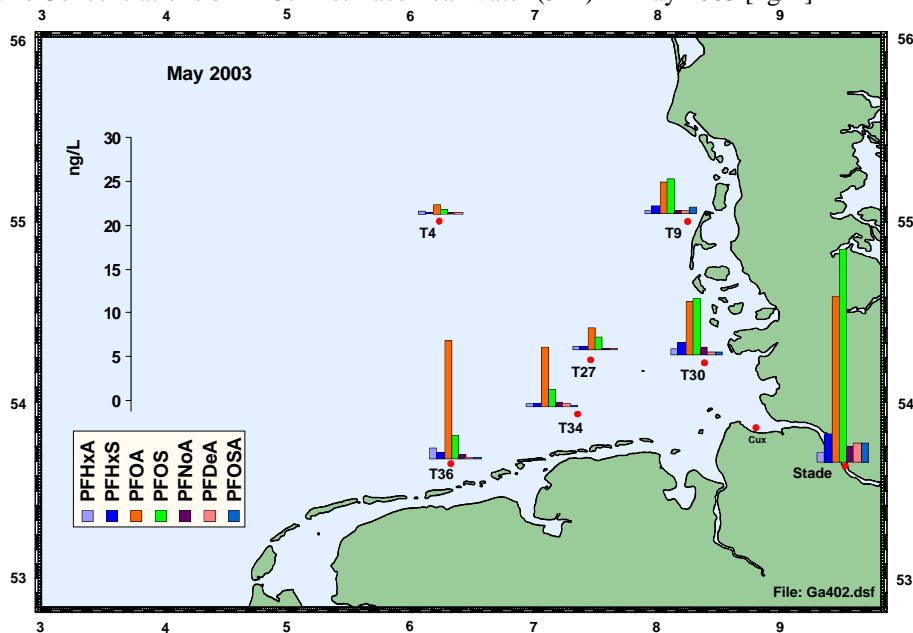 3 4 5 6 7 8 9
56 56
May 2003
ng/L
30
25
20
15
10
5
0
55 55
T4
T9
T27
T30
54 54
T34
Cux
T36
Stade
PFHxA
PFHxS
PFOA
PFOS
PFNoA
PFDeA
PFOSA
53 53
File: Ga402.dsf
3 4 5 6 7 8 9